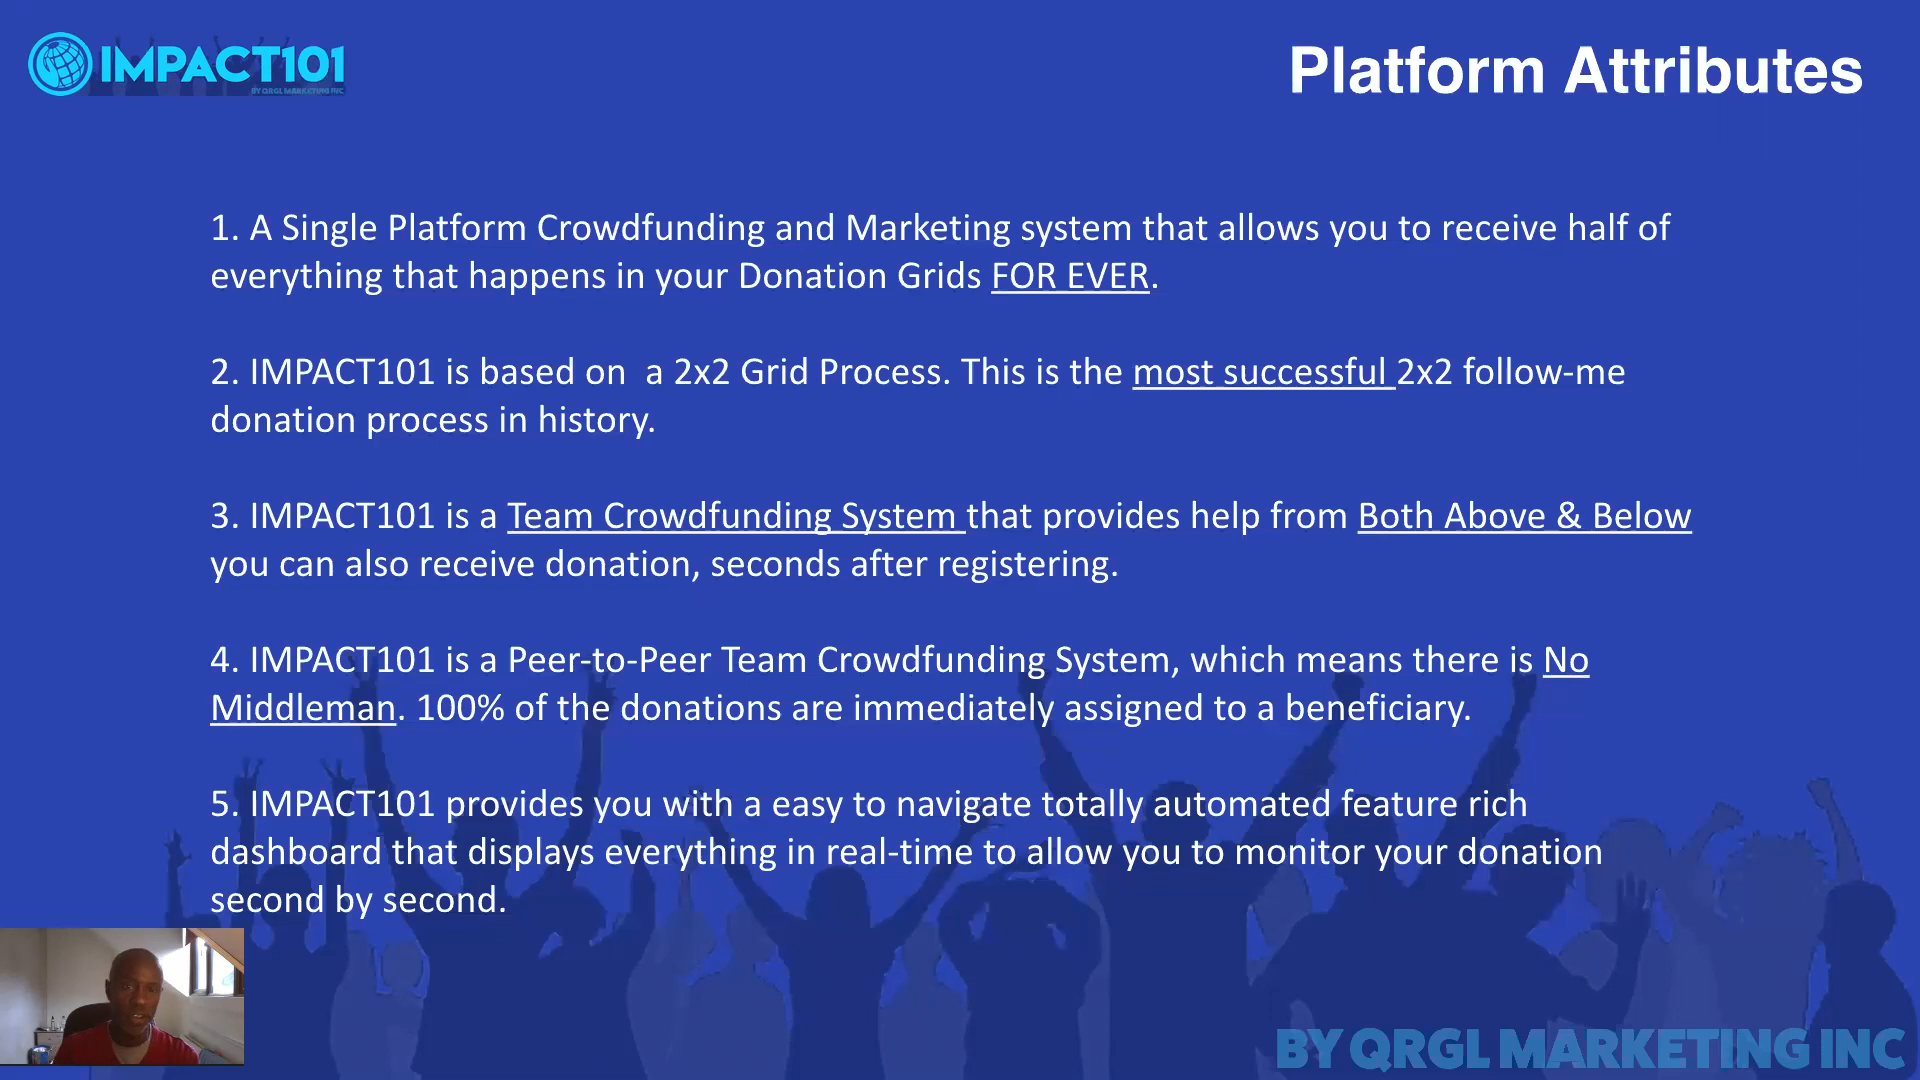 IMPACT101
BY QRGL MARKETING INC
Platform Attributes
1. A Single Platform Crowdfunding and Marketing system that allows you to receive half of
everything that happens in your Donation Grids FOR EVER.
2. IMPACT101 is based on  a 2x2 Grid Process. This is the most successful 2x2 follow-me
donation process in history.
3. IMPACT101 is a Team Crowdfunding System that provides help from Both Above & Below
you can also receive donation, seconds after registering.
4. IMPACT101 is a Peer-to-Peer Team Crowdfunding System, which means there is No
Middleman. 100% of the donations are immediately assigned to a beneficiary.
5. IMPACT101 provides you with a easy to navigate totally automated feature rich
dashboard that displays everything in real-time to allow you to monitor your donation
second by second.
BY QRGL MARKETING INC